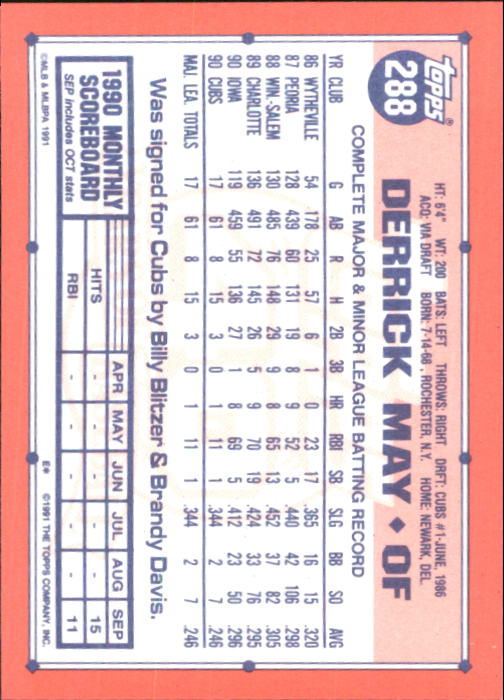 TOPPS®
288
HT: 6'4" WT: 200 BATS: LEFT THROWS: RIGHT DRFT: CUBS #1-JUNE, 1986
ACQ: VIA DRAFT BORN: 7-14-68, ROCHESTER, N.Y. HOME: NEWARK, DEL.
DERRICK MAY ◆ OF
COMPLETE MAJOR & MINOR LEAGUE BATTING RECORD
YR CLUB G AB R H 2B 3B HR RBI SB SLG BB SO AVG
86 WYTHEVILLE 54 178 25 57 6 1 0 23 17 .365 16 15 .320
87 PEORIA 128 439 60 131 19 8 9 52 5 .440 42 106 .298
88 WIN.-SALEM 130 485 76 148 29 9 8 65 13 .452 37 82 .305
89 CHARLOTTE 136 491 72 145 26 5 9 70 19 .424 33 76 .295
90 IOWA 119 459 55 136 27 1 8 69 5 .412 23 50 .296
90 CUBS 17 61 8 15 3 0 1 11 1 .344 2 7 .246
MAJ. LEA. TOTALS 17 61 8 15 3 0 1 11 1 .344 2 7 .246
Was signed for Cubs by Billy Blitzer & Brandy Davis.
1990 MONTHLY SCOREBOARD
SEP includes OCT stats
APR MAY JUN JUL AUG SEP
HITS - - - - - 15
RBI - - - - - 11
©MLB & MLBPA 1991
E* ©1991 THE TOPPS COMPANY, INC.